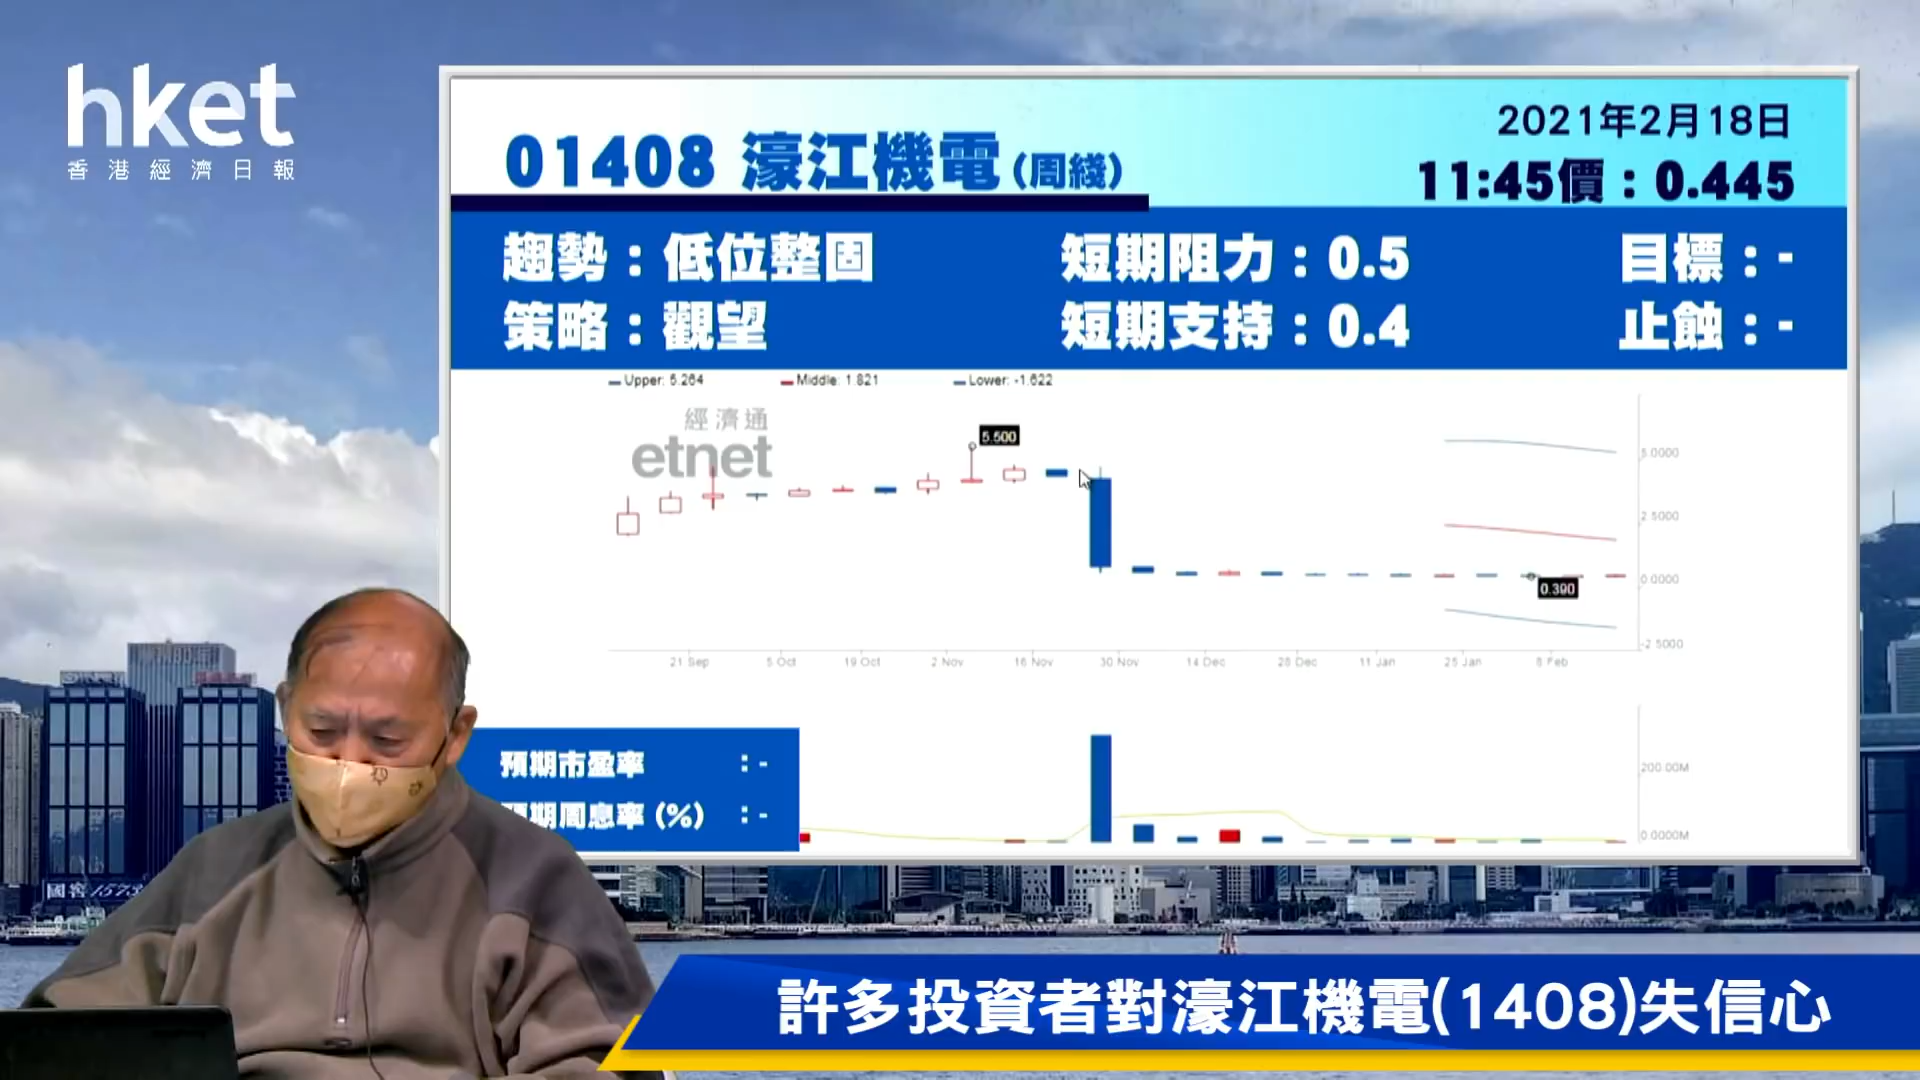 hket
香港經濟日報
2021年2月18日
01408 濠江機電(周綫)
11:45價：0.445
趨勢：低位整固
短期阻力：0.5
目標：-
策略：觀望
短期支持：0.4
止蝕：-
Upper: 5.264
Middle: 1.821
Lower: -1.622
經濟通
etnet
5.500
5.0000
2.5000
0.390
0.0000
-2.5000
21 Sep
5 Oct
19 Oct
2 Nov
16 Nov
30 Nov
14 Dec
28 Dec
11 Jan
25 Jan
8 Feb
預期市盈率：-
期周息率(%)：-
200.00M
0.0000M
國窖 1573
許多投資者對濠江機電(1408)失信心